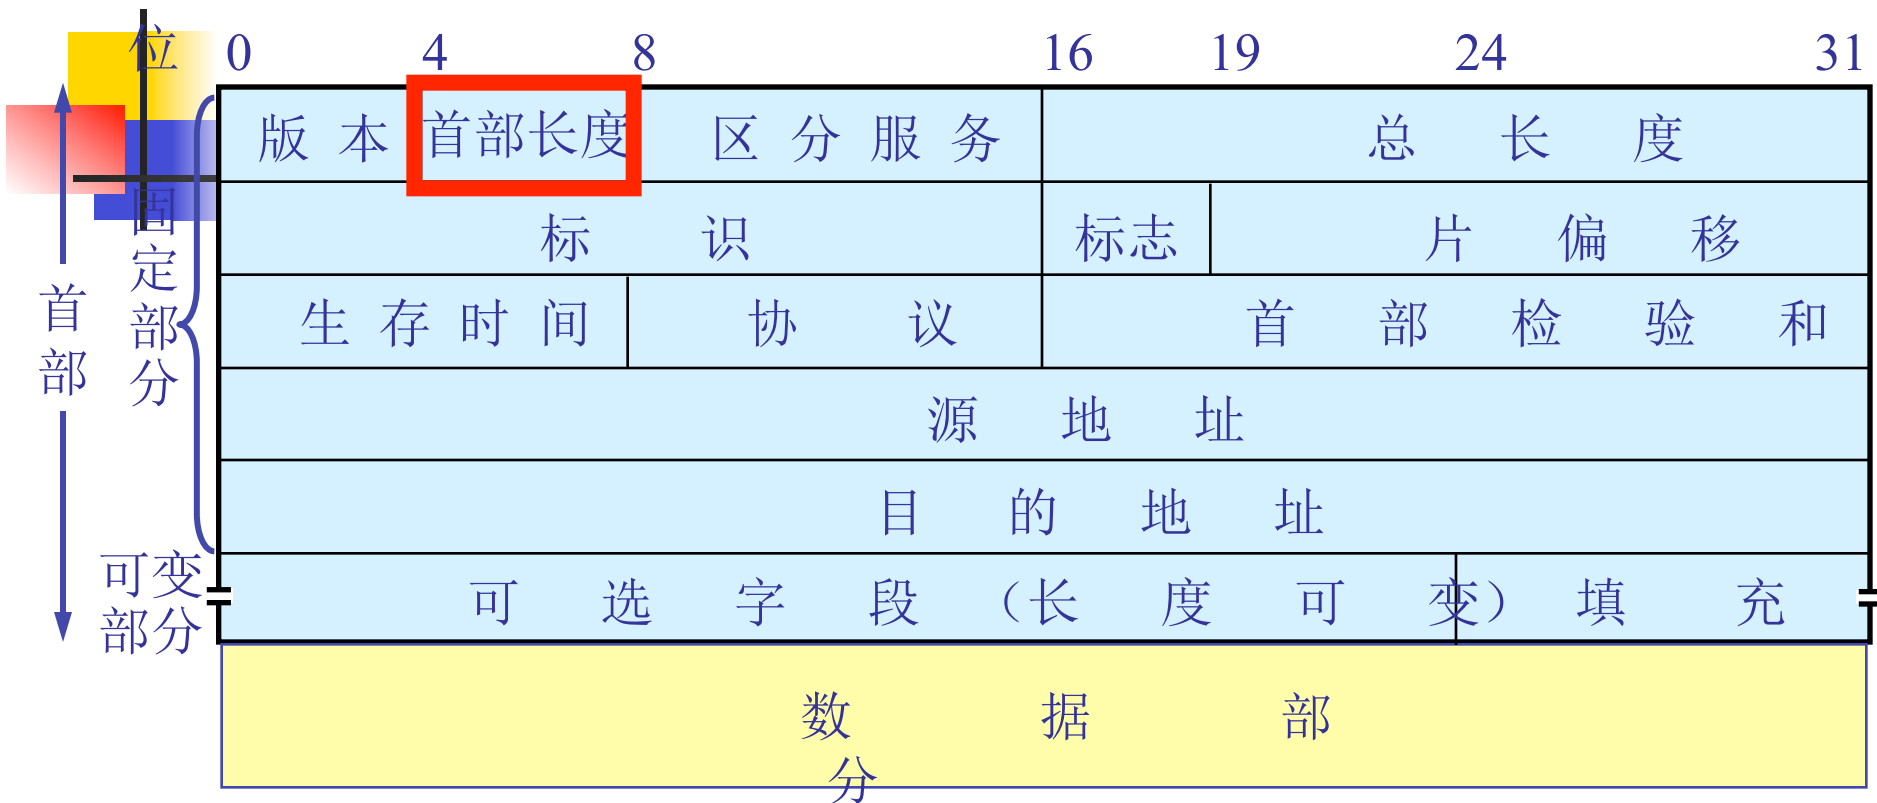 位 0 4 8 16 19 24 31
版 本 首部长度 区 分 服 务 总 长 度
标 识 标志 片 偏 移
生 存 时 间 协 议 首 部 检 验 和
源 地 址
目 的 地 址
可 选 字 段 （长 度 可 变） 填 充
数 据 部
分
首
部
固
定
部
分
可变
部分